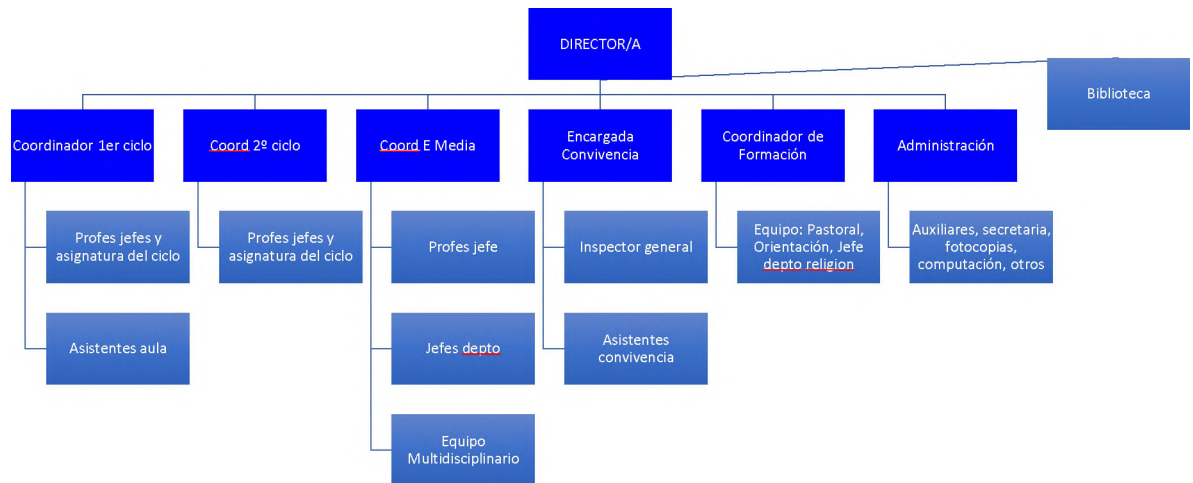 DIRECTOR/A
Biblioteca
Coordinador 1er ciclo
Coord 2º ciclo
Coord E Media
Encargada
Convivencia
Coordinador de
Formación
Administración
Profes jefes y
asignatura del ciclo
Profes jefes y
asignatura del ciclo
Profes jefe
Inspector general
Equipo: Pastoral,
Orientación, Jefe
depto religion
Auxiliares, secretaria,
fotocopias,
computación, otros
Asistentes aula
Jefes depto
Asistentes
convivencia
Equipo
Multidisciplinario